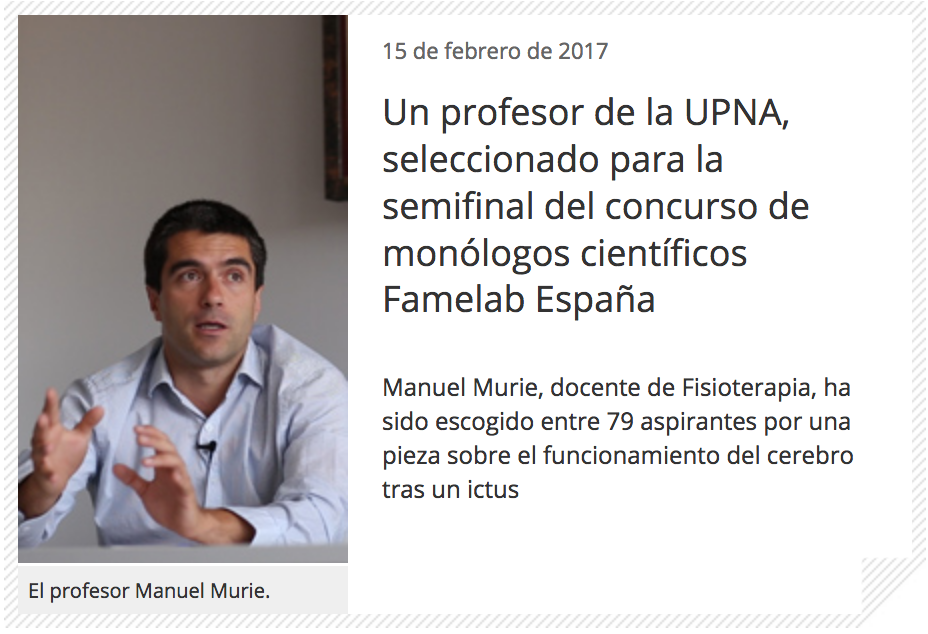 15 de febrero de 2017
Un profesor de la UPNA,
seleccionado para la
semifinal del concurso de
monólogos científicos
Famelab España
Manuel Murie, docente de Fisioterapia, ha
sido escogido entre 79 aspirantes por una
pieza sobre el funcionamiento del cerebro
tras un ictus
El profesor Manuel Murie.